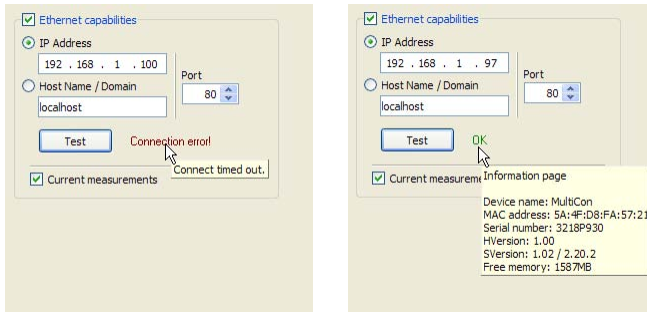 Ethernet capabilities
IP Address
192 . 168 . 1 . 100
Port
80
Host Name / Domain
localhost
Test
Connection error!
Connect timed out.
Current measurements
Ethernet capabilities
IP Address
192 . 168 . 1 . 97
Port
80
Host Name / Domain
localhost
Test
OK
Current measureme
Information page
Device name: MultiCon
MAC address: 5A:4F:D8:FA:57:21
Serial number: 3218P930
HVersion: 1.00
SVersion: 1.02 / 2.20.2
Free memory: 1587MB